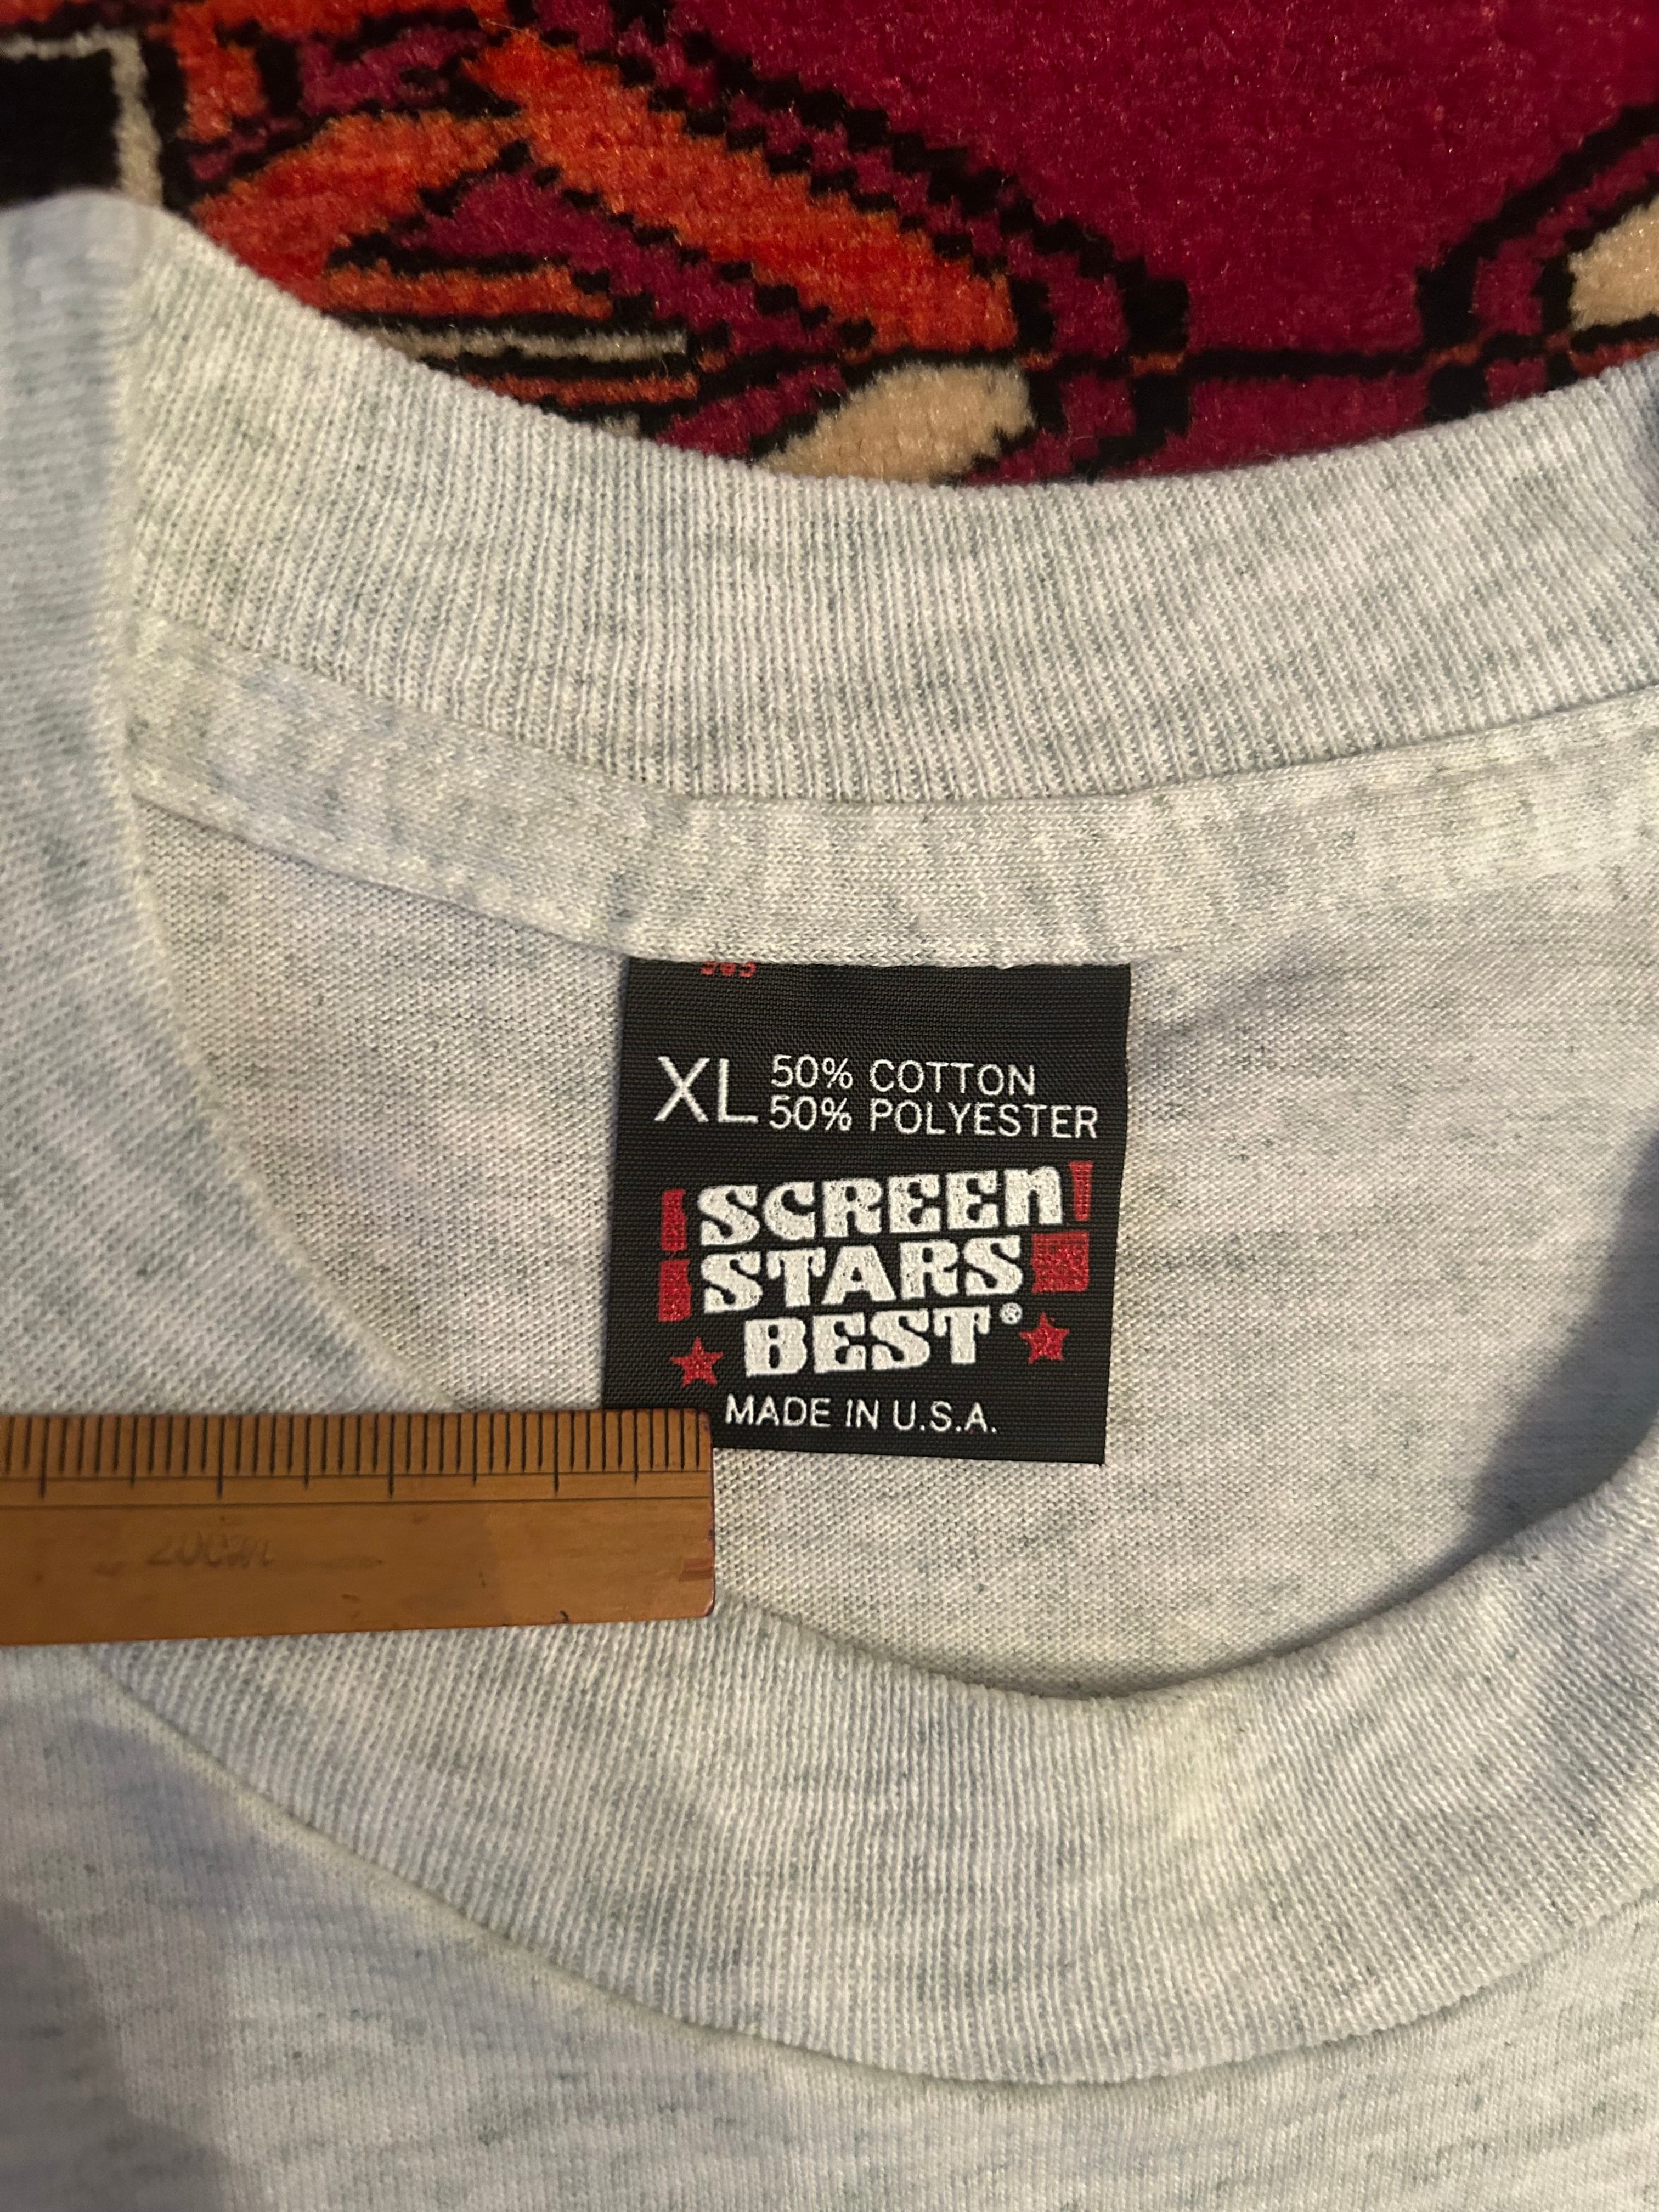 XL 50% COTTON
50% POLYESTER
SCREEN
STARS
BEST®
MADE IN U.S.A.